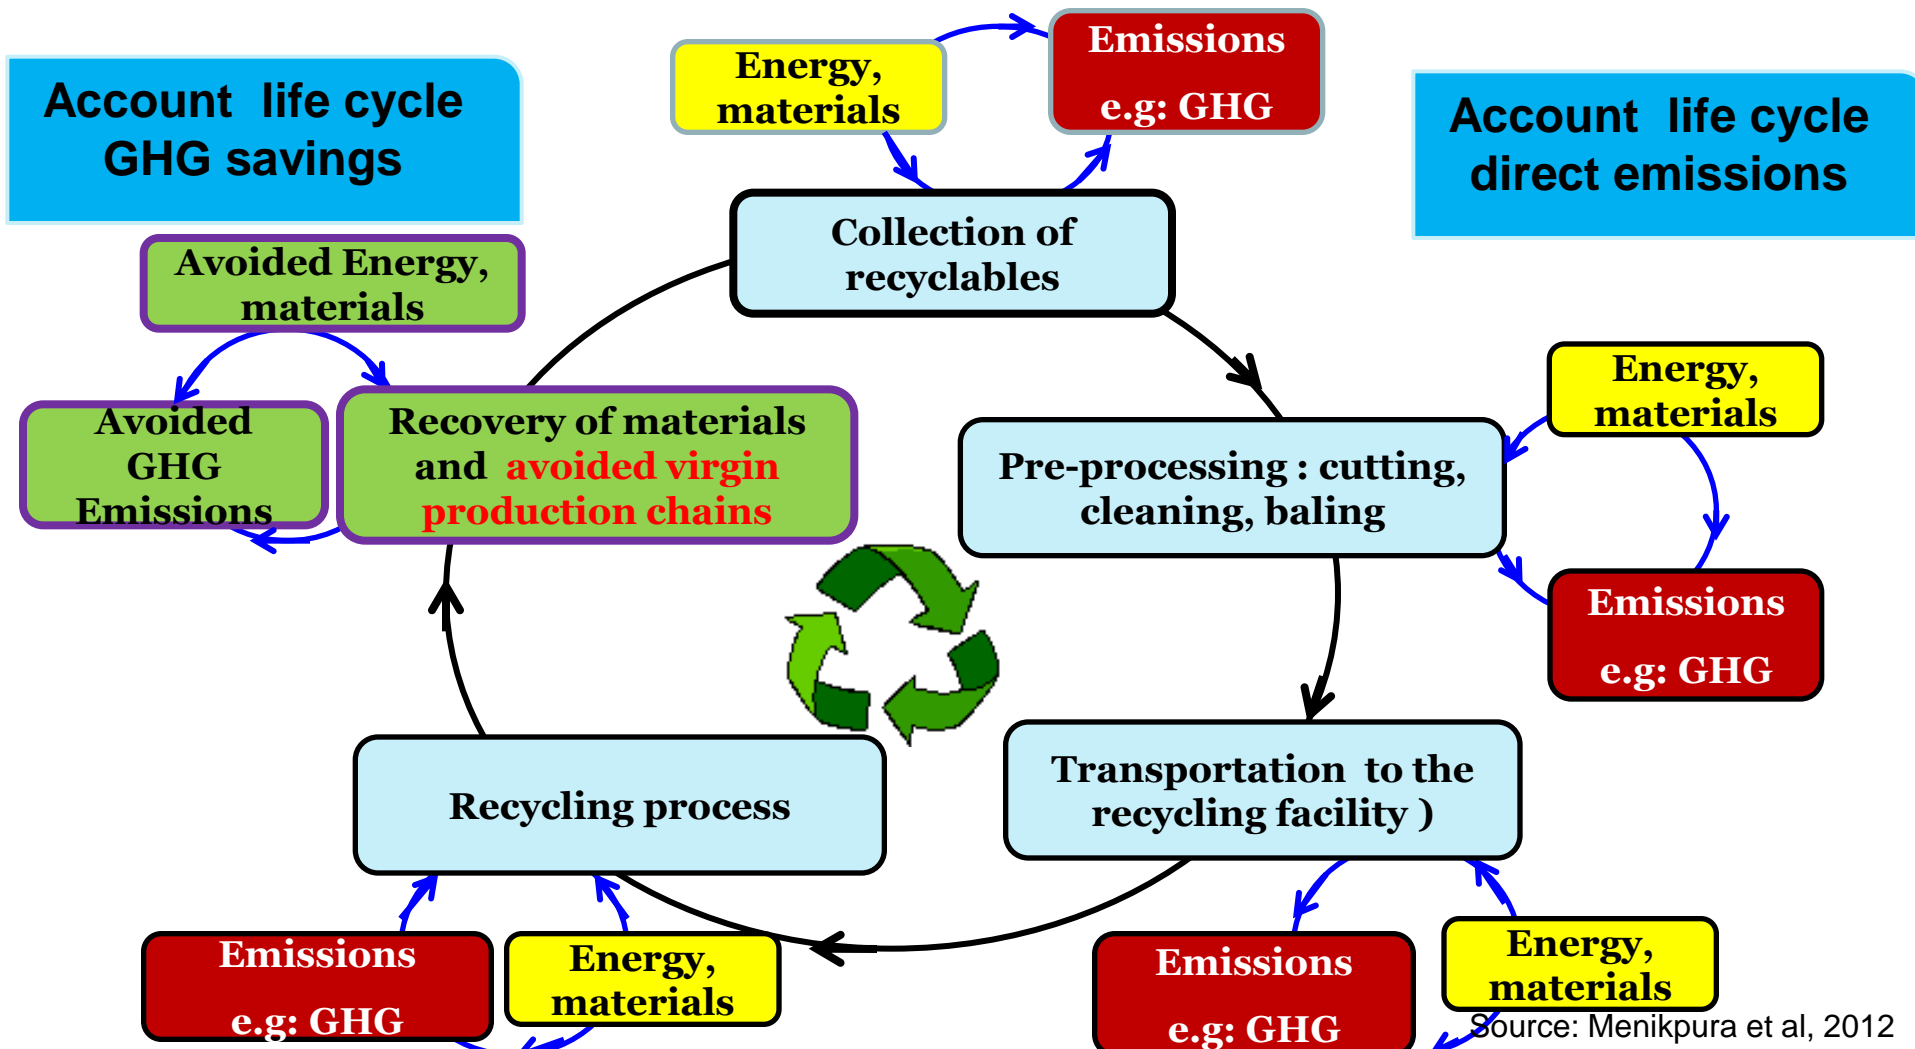 Account life cycle
GHG savings
Energy,
materials
Emissions
e.g: GHG
Account life cycle
direct emissions
Collection of
recyclables
Avoided Energy,
materials
Avoided
GHG
Emissions
Recovery of materials
and avoided virgin
production chains
Pre-processing : cutting,
cleaning, baling
Energy,
materials
Emissions
e.g: GHG
Recycling process
Transportation to the
recycling facility )
Emissions
e.g: GHG
Energy,
materials
Emissions
e.g: GHG
Energy,
materials
Source: Menikpura et al, 2012